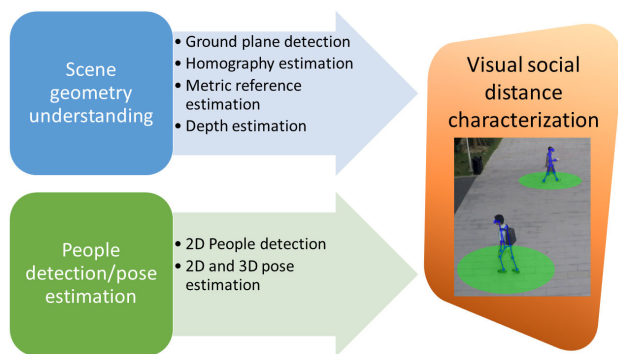 Scene
geometry
understanding
• Ground plane detection
• Homography estimation
• Metric reference
estimation
• Depth estimation
People
detection/pose
estimation
• 2D People detection
• 2D and 3D pose
estimation
Visual social
distance
characterization